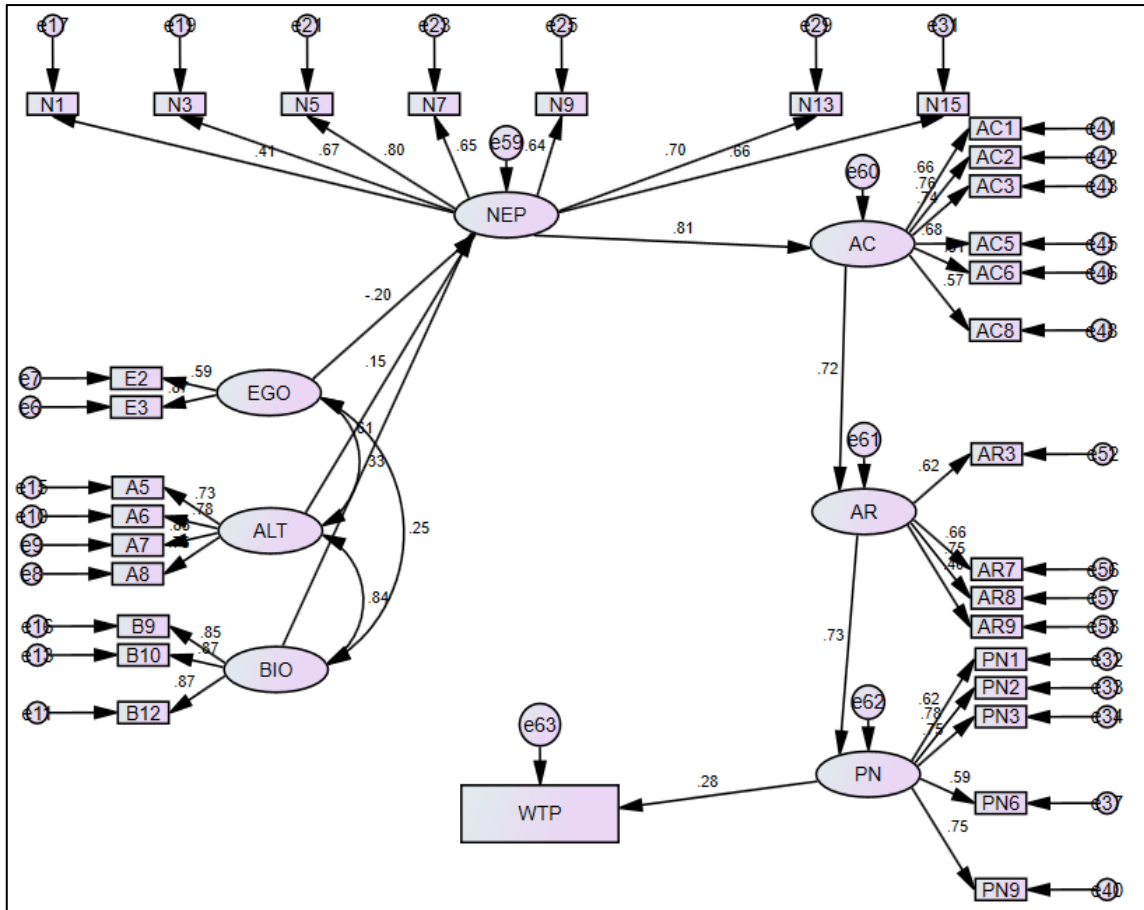 e17 e19 e21 e23 e25 e29 e31
N1 N3 N5 N7 N9 N13 N15
.41 .67 .80 .65 .64 .70 .66
e59
NEP
.81
AC1 e41
AC2 e42
AC3 e43
AC5 e45
AC6 e46
AC8 e48
.66
.76
.74
.68
.57
e60
AC
-.20
.15
.33
.72
e7 E2 .59
e6 E3
EGO
.25
e15 A5 .73
e10 A6 .78
e9 A7
e8 A8
ALT
.84
e16 B9 .85
e13 B10 .87
e11 B12 .87
BIO
e61
AR
.62 AR3 e52
.66 AR7 e56
.75 AR8 e57
AR9 e58
.73
PN1 e32
PN2 e33
PN3 e34
PN6 e37
PN9 e40
.62
.78
.75
.59
.75
e62
PN
.28
e63
WTP